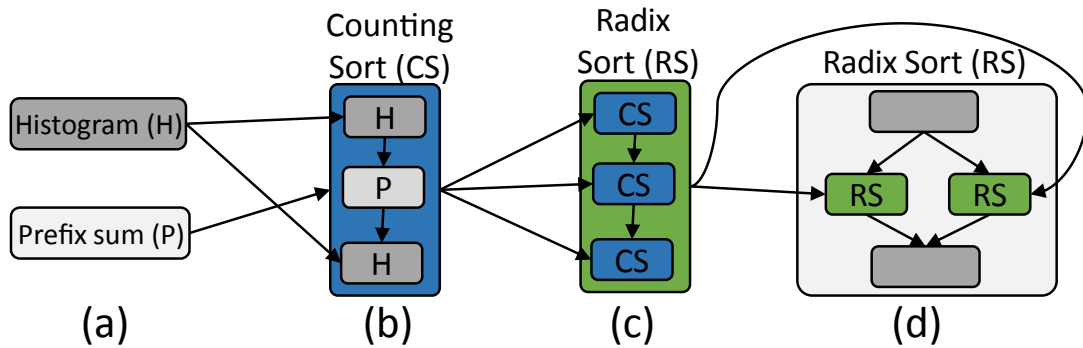 Counting
Sort (CS)
Radix
Sort (RS)
Radix Sort (RS)
Histogram (H)
Prefix sum (P)
H
P
H
CS
CS
CS
RS
RS
(a)
(b)
(c)
(d)